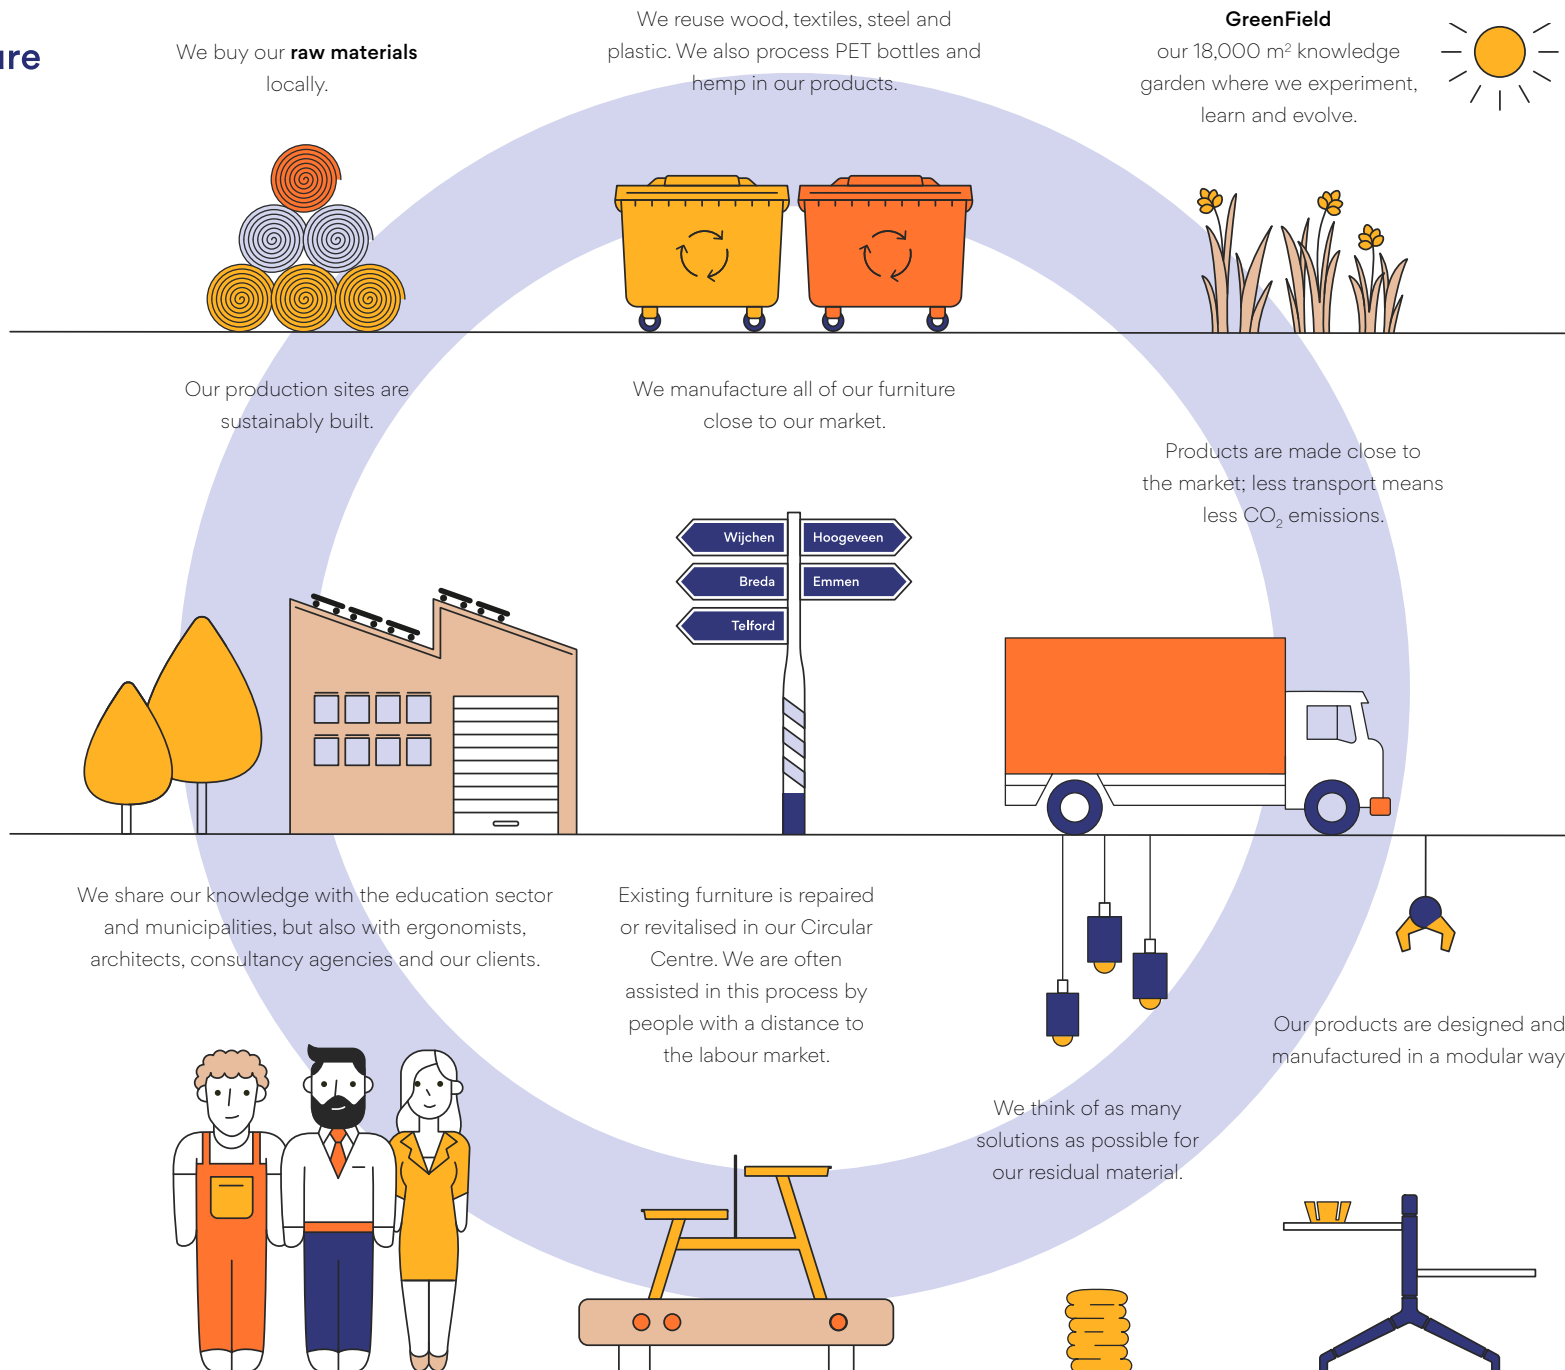 ure
We buy our raw materials
locally.
We reuse wood, textiles, steel and
plastic. We also process PET bottles and
hemp in our products.
GreenField
our 18,000 m² knowledge
garden where we experiment,
learn and evolve.
Our production sites are
sustainably built.
We manufacture all of our furniture
close to our market.
Products are made close to
the market; less transport means
less CO₂ emissions.
Wijchen
Hoogeveen
Breda
Emmen
Telford
We share our knowledge with the education sector
and municipalities, but also with ergonomists,
architects, consultancy agencies and our clients.
Existing furniture is repaired
or revitalised in our Circular
Centre. We are often
assisted in this process by
people with a distance to
the labour market.
Our products are designed and
manufactured in a modular way
We think of as many
solutions as possible for
our residual material.